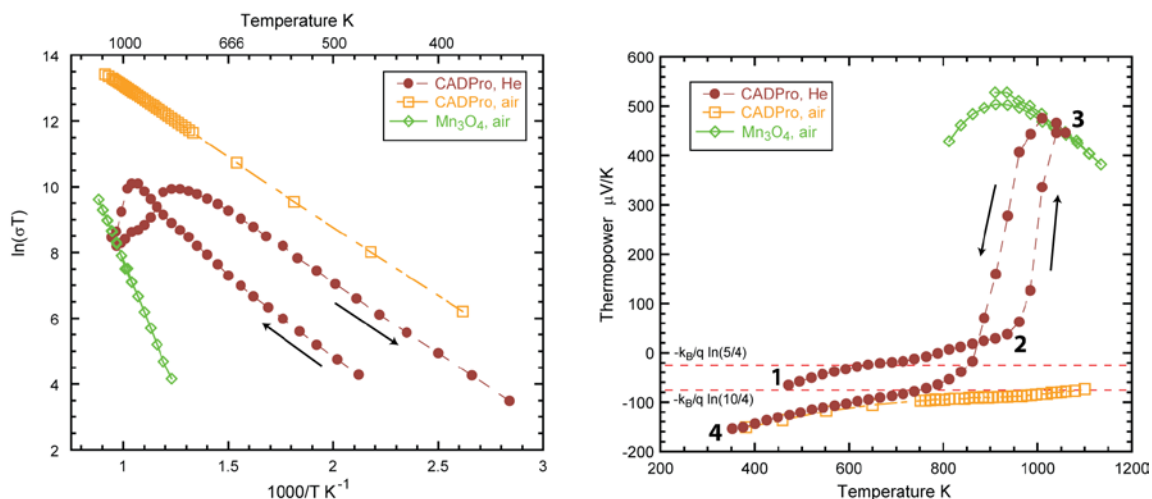 Temperature K
1000 666 500 400
14
12
10
8
6
4
2
ln(σT)
CADPro, He
CADPro, air
Mn₃O₄, air
1 1.5 2 2.5 3
1000/T K⁻¹
600
500
400
300
200
100
0
-100
-200
Thermopower μV/K
CADPro, He
CADPro, air
Mn₃O₄, air
3
2
1
4
-k_B/q ln(5/4)
-k_B/q ln(10/4)
200 400 600 800 1000 1200
Temperature K